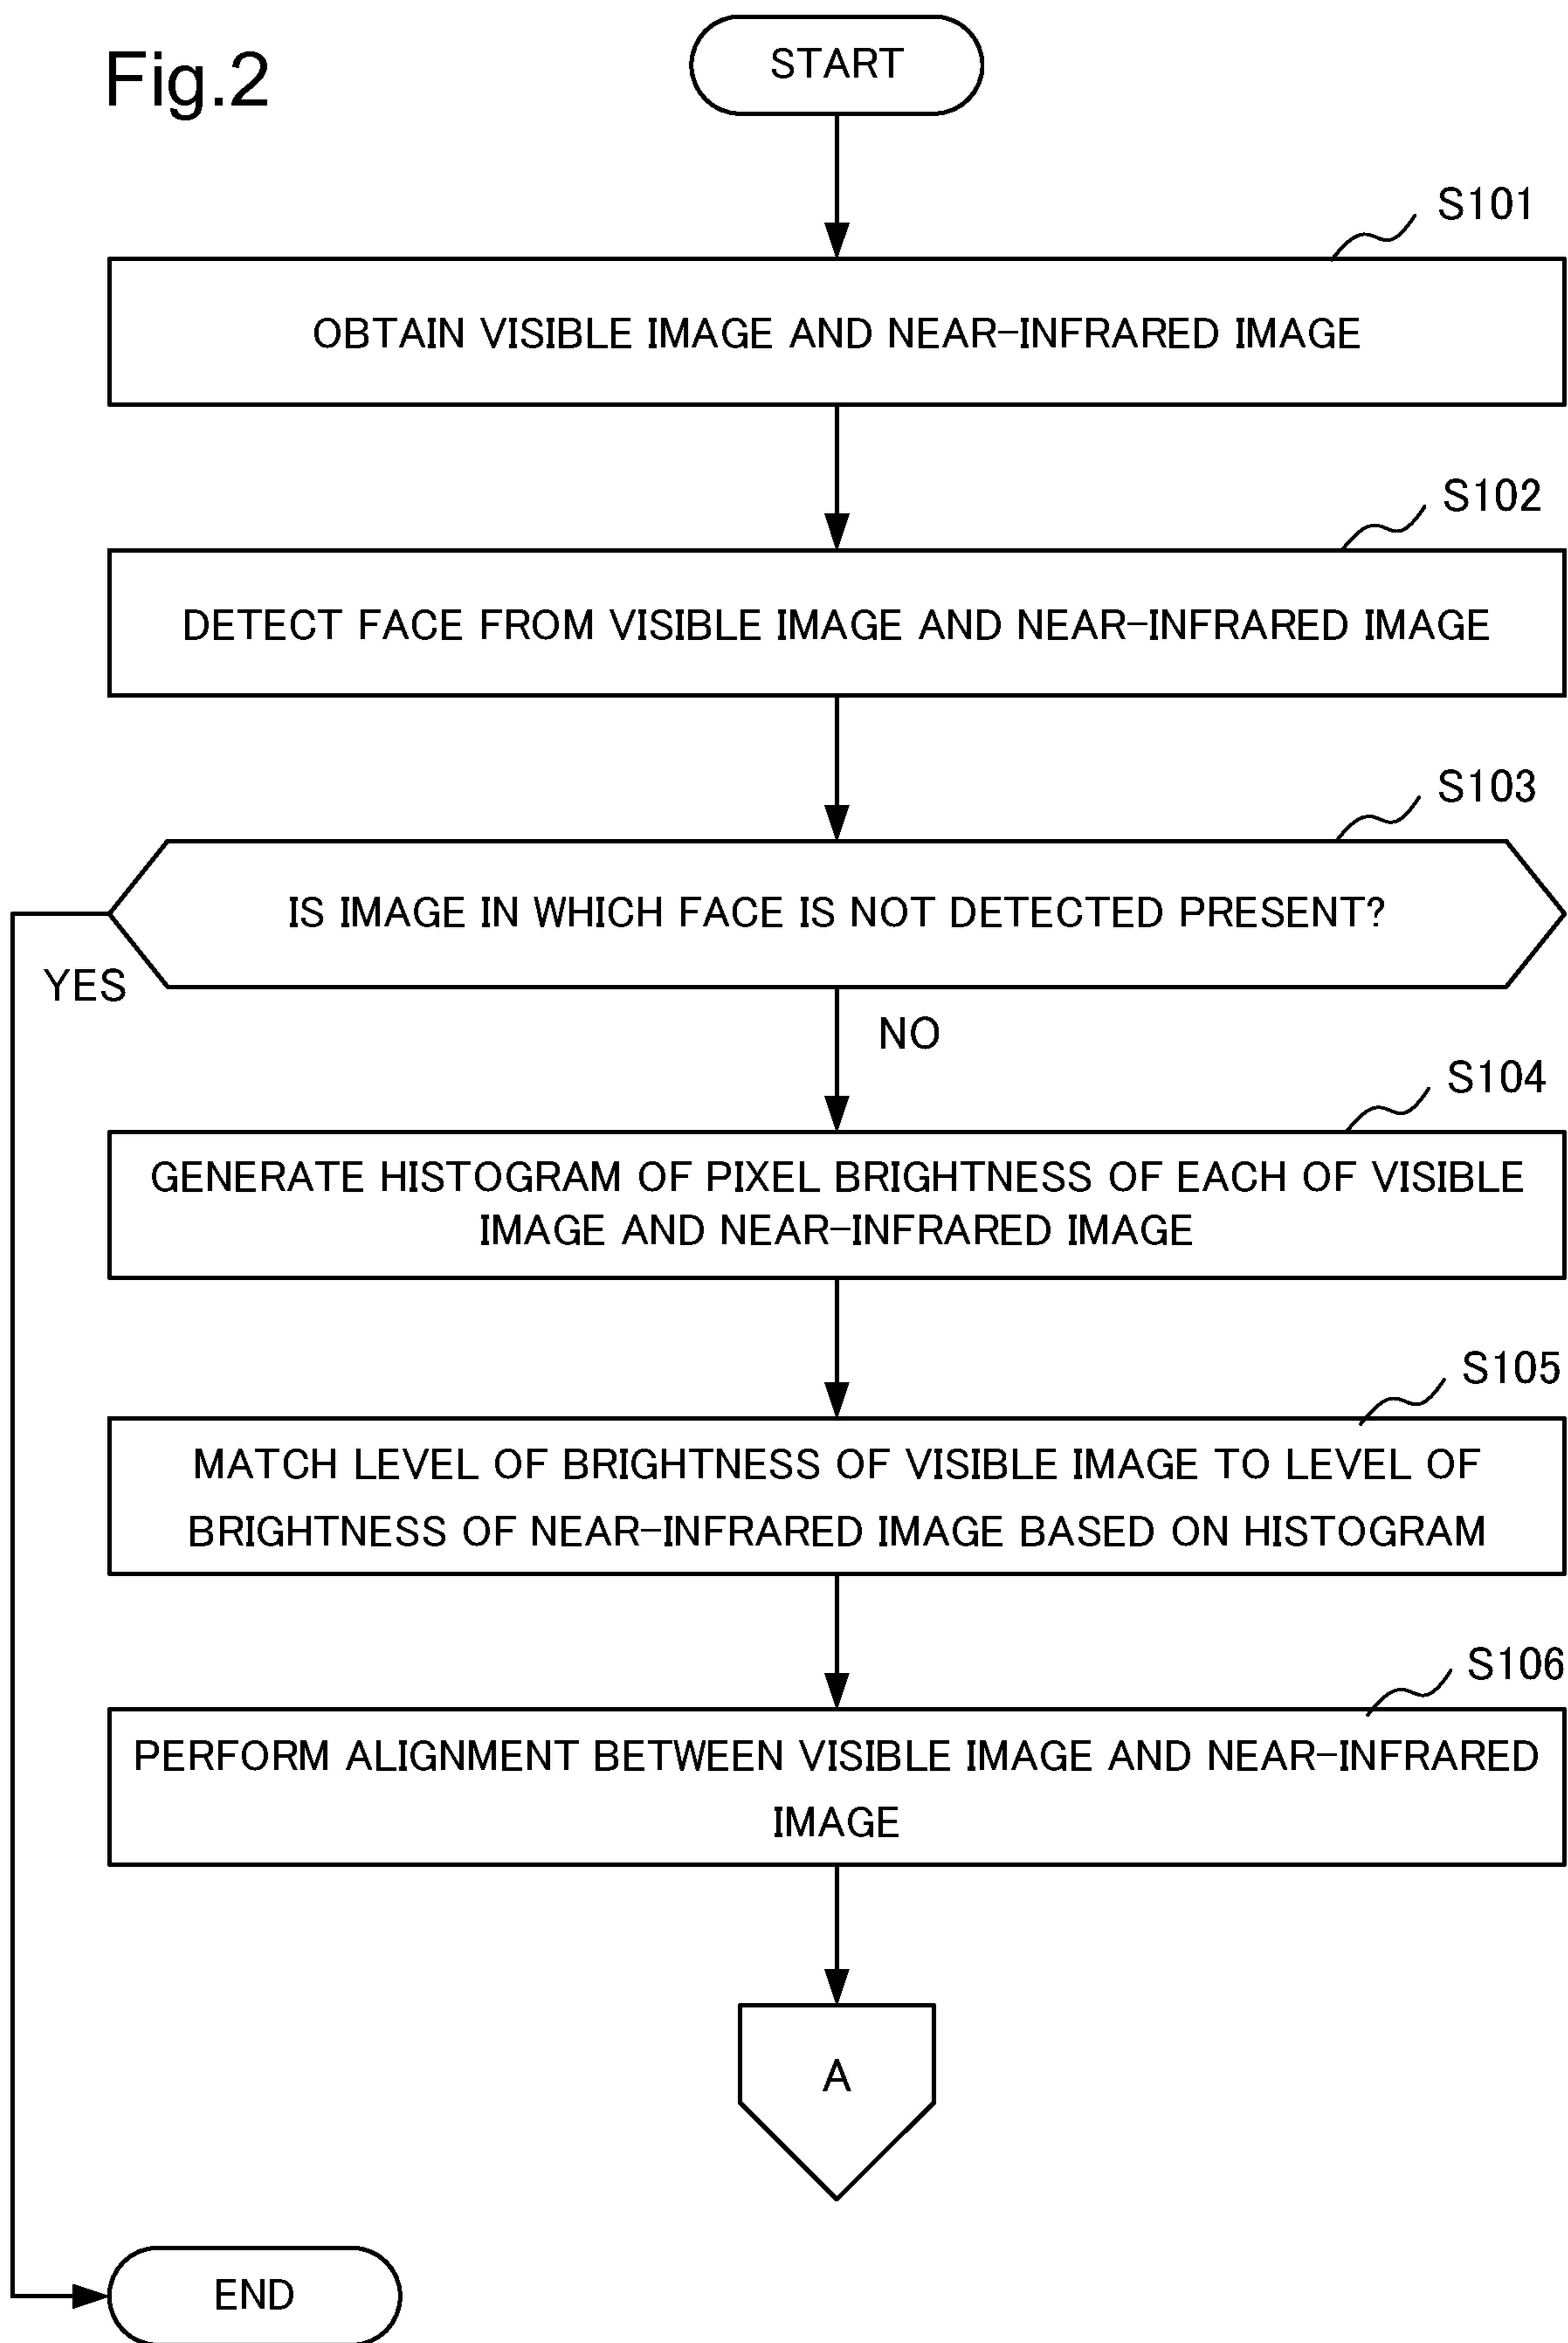 Fig.2
START
S101
OBTAIN VISIBLE IMAGE AND NEAR-INFRARED IMAGE
S102
DETECT FACE FROM VISIBLE IMAGE AND NEAR-INFRARED IMAGE
S103
IS IMAGE IN WHICH FACE IS NOT DETECTED PRESENT?
YES
NO
S104
GENERATE HISTOGRAM OF PIXEL BRIGHTNESS OF EACH OF VISIBLE
IMAGE AND NEAR-INFRARED IMAGE
S105
MATCH LEVEL OF BRIGHTNESS OF VISIBLE IMAGE TO LEVEL OF
BRIGHTNESS OF NEAR-INFRARED IMAGE BASED ON HISTOGRAM
S106
PERFORM ALIGNMENT BETWEEN VISIBLE IMAGE AND NEAR-INFRARED
IMAGE
A
END